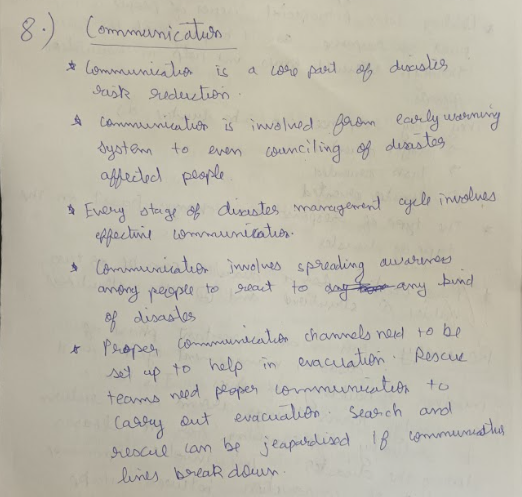 8.) Communication
* Communication is a core part of disaster
risk reduction.
* Communication is involved from early warning
system to even counciling of disaster
affected people
* Every stage of disaster management cycle involves
effective communication.
* Communication involves spreading awareness
among people to react to any kind
of disaster
* Proper communication channels need to be
set up to help in evacuation. Rescue
teams need proper communication to
carry out evacuation. Search and
rescue can be jeapardised if communication
lines break down.